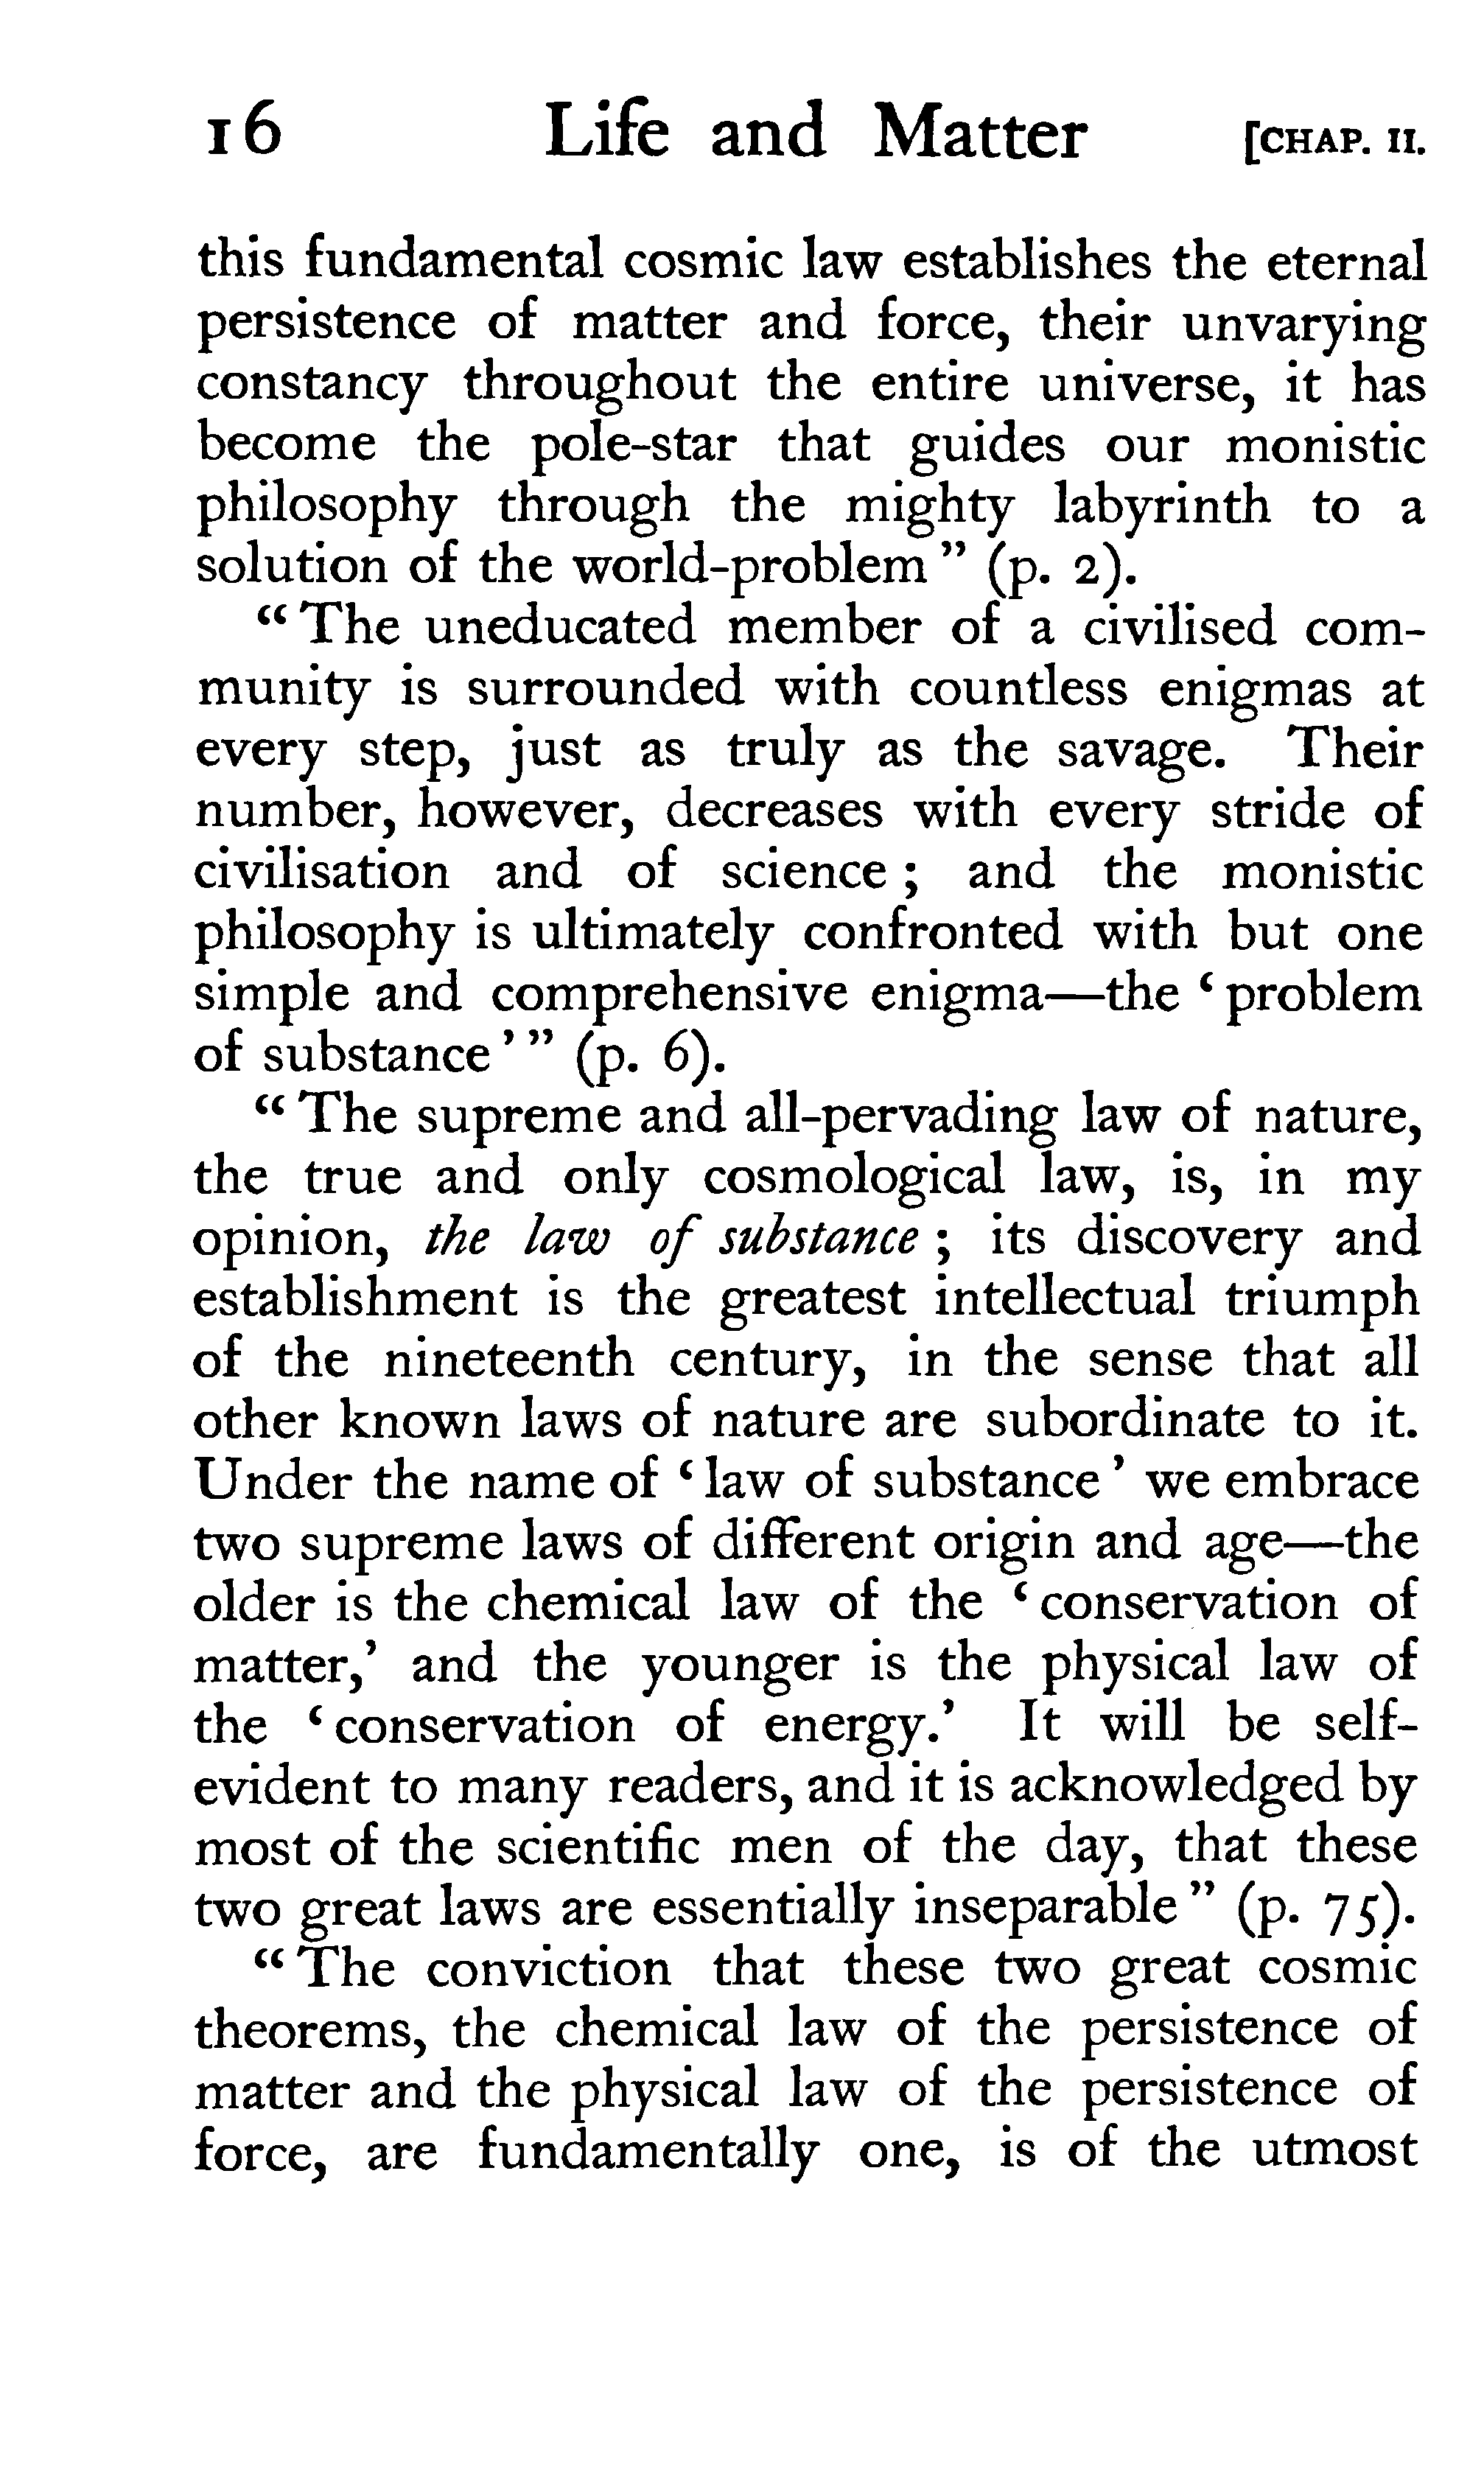 16 Life and Matter [CHAP. II.
this fundamental cosmic law establishes the eternal
persistence of matter and force, their unvarying
constancy throughout the entire universe, it has
become the pole-star that guides our monistic
philosophy through the mighty labyrinth to a
solution of the world-problem” (p. 2).
“The uneducated member of a civilised com-
munity is surrounded with countless enigmas at
every step, just as truly as the savage. Their
number, however, decreases with every stride of
civilisation and of science; and the monistic
philosophy is ultimately confronted with but one
simple and comprehensive enigma—the ‘problem
of substance’” (p. 6).
“The supreme and all-pervading law of nature,
the true and only cosmological law, is, in my
opinion, the law of substance; its discovery and
establishment is the greatest intellectual triumph
of the nineteenth century, in the sense that all
other known laws of nature are subordinate to it.
Under the name of ‘law of substance’ we embrace
two supreme laws of different origin and age—the
older is the chemical law of the ‘conservation of
matter,’ and the younger is the physical law of
the ‘conservation of energy.’ It will be self-
evident to many readers, and it is acknowledged by
most of the scientific men of the day, that these
two great laws are essentially inseparable” (p. 75).
“The conviction that these two great cosmic
theorems, the chemical law of the persistence of
matter and the physical law of the persistence of
force, are fundamentally one, is of the utmost